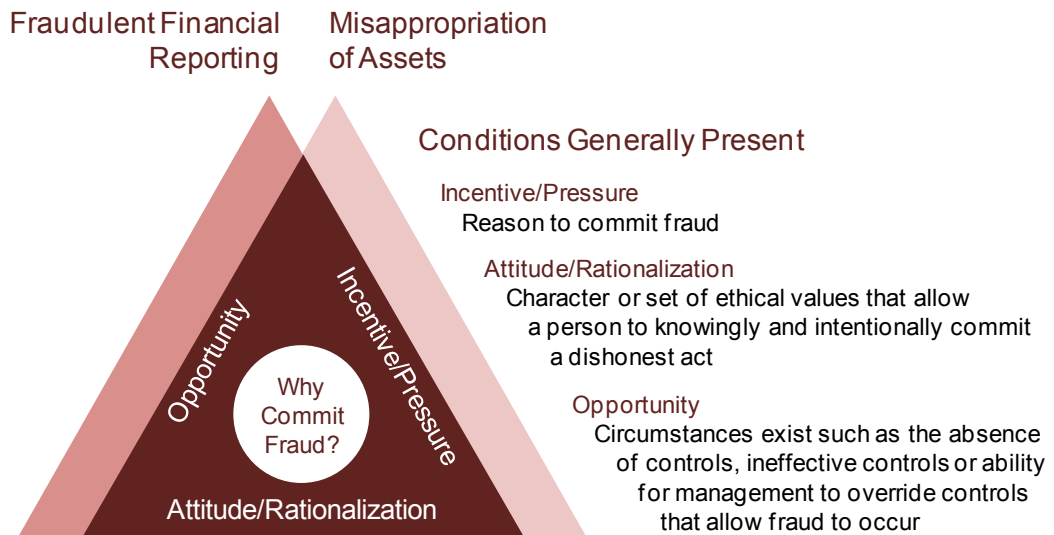 Fraudulent Financial
Reporting
Misappropriation
of Assets
Conditions Generally Present
Incentive/Pressure
Reason to commit fraud
Attitude/Rationalization
Character or set of ethical values that allow
a person to knowingly and intentionally commit
a dishonest act
Opportunity
Circumstances exist such as the absence
of controls, ineffective controls or ability
for management to override controls
that allow fraud to occur
Opportunity
Incentive/Pressure
Why
Commit
Fraud?
Attitude/Rationalization